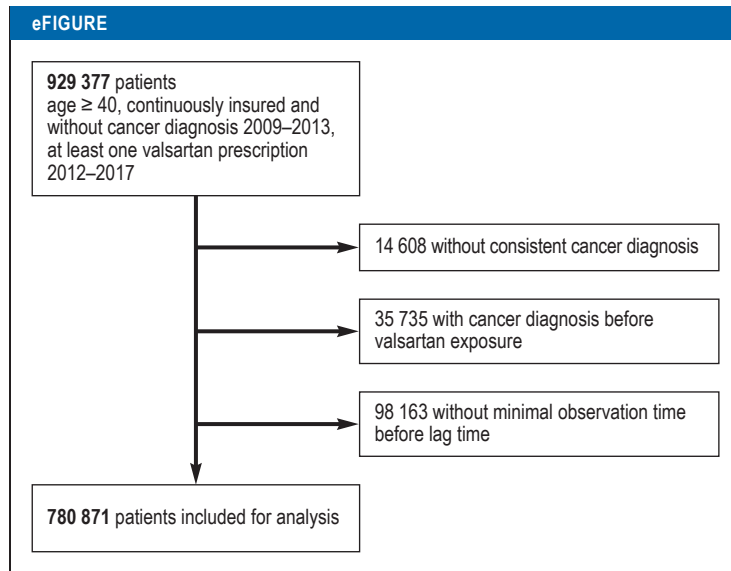 eFIGURE
929 377 patients
age ≥ 40, continuously insured and
without cancer diagnosis 2009–2013,
at least one valsartan prescription
2012–2017
14 608 without consistent cancer diagnosis
35 735 with cancer diagnosis before
valsartan exposure
98 163 without minimal observation time
before lag time
780 871 patients included for analysis